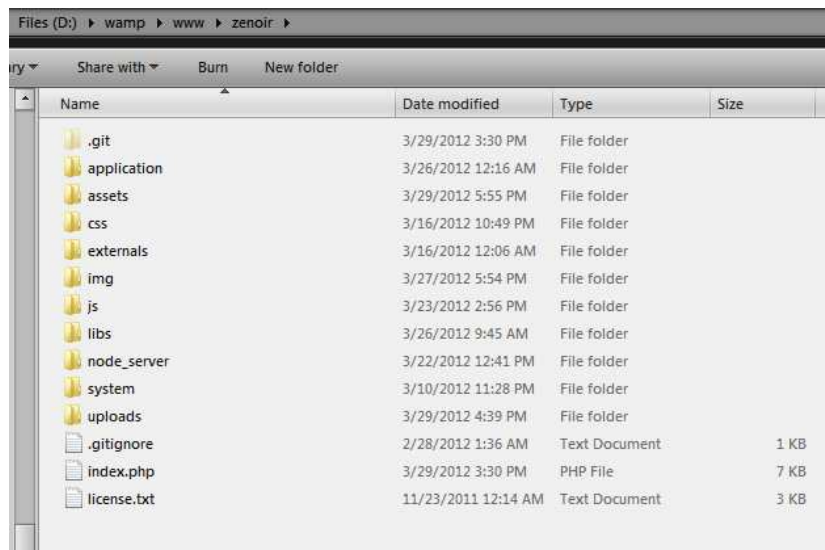 Files (D:) wamp www zenoir
ry Share with Burn New folder
Name Date modified Type Size
.git 3/29/2012 3:30 PM File folder
application 3/26/2012 12:16 AM File folder
assets 3/29/2012 5:55 PM File folder
css 3/16/2012 10:49 PM File folder
externals 3/16/2012 12:06 AM File folder
img 3/27/2012 5:54 PM File folder
js 3/23/2012 2:56 PM File folder
libs 3/26/2012 9:45 AM File folder
node_server 3/22/2012 12:41 PM File folder
system 3/10/2012 11:28 PM File folder
uploads 3/29/2012 4:39 PM File folder
.gitignore 2/28/2012 1:36 AM Text Document 1 KB
index.php 3/29/2012 3:30 PM PHP File 7 KB
license.txt 11/23/2011 12:14 AM Text Document 3 KB